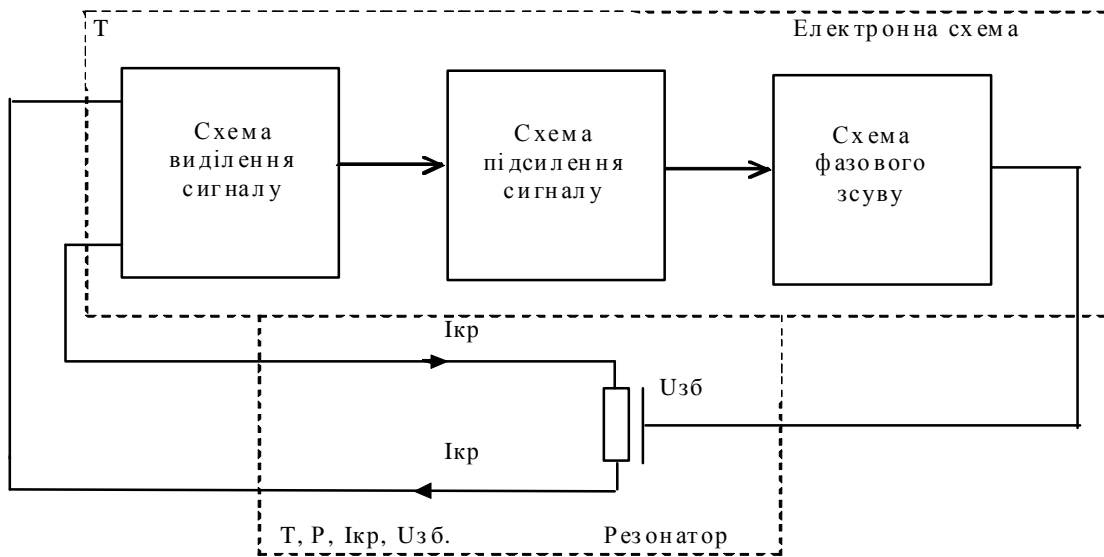 Т
Електронна схема
Схема
виділення
сигналу
Схема
підсилення
сигналу
Схема
фазового
зсуву
Ікр
Uзб
Ікр
Т, Р, Ікр, Uзб.
Резонатор